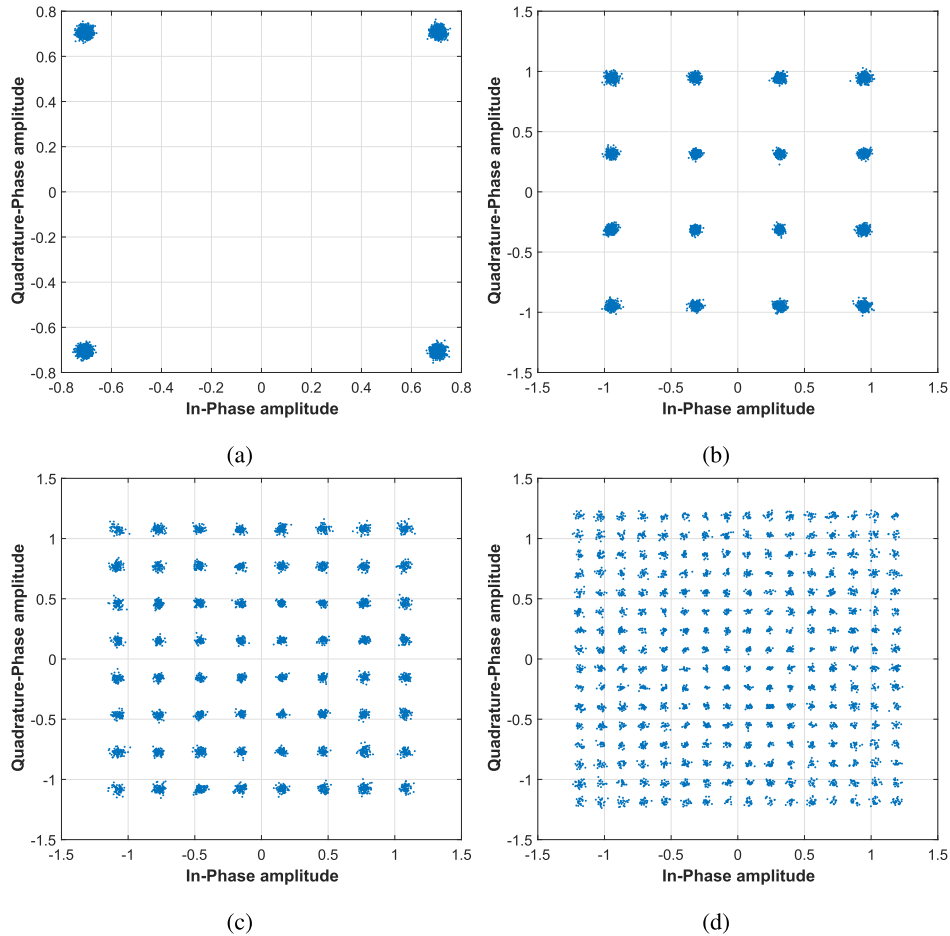 0.8
0.6
0.4
0.2
0
-0.2
-0.4
-0.6
-0.8
Quadrature-Phase amplitude
-0.8 -0.6 -0.4 -0.2 0 0.2 0.4 0.6 0.8
In-Phase amplitude
(a)
1.5
1
0.5
0
-0.5
-1
-1.5
Quadrature-Phase amplitude
-1.5 -1 -0.5 0 0.5 1 1.5
In-Phase amplitude
(b)
1.5
1
0.5
0
-0.5
-1
-1.5
Quadrature-Phase amplitude
-1.5 -1 -0.5 0 0.5 1 1.5
In-Phase amplitude
(c)
1.5
1
0.5
0
-0.5
-1
-1.5
Quadrature-Phase amplitude
-1.5 -1 -0.5 0 0.5 1 1.5
In-Phase amplitude
(d)